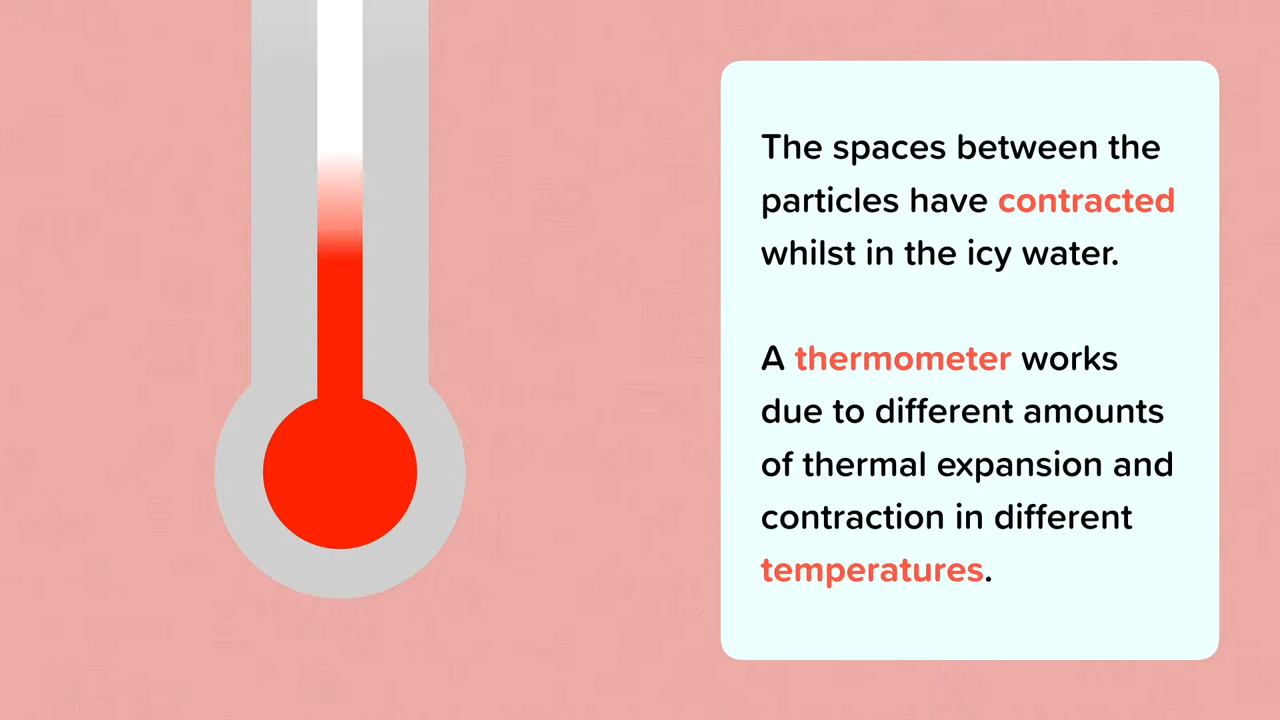 The spaces between the
particles have contracted
whilst in the icy water.
A thermometer works
due to different amounts
of thermal expansion and
contraction in different
temperatures.